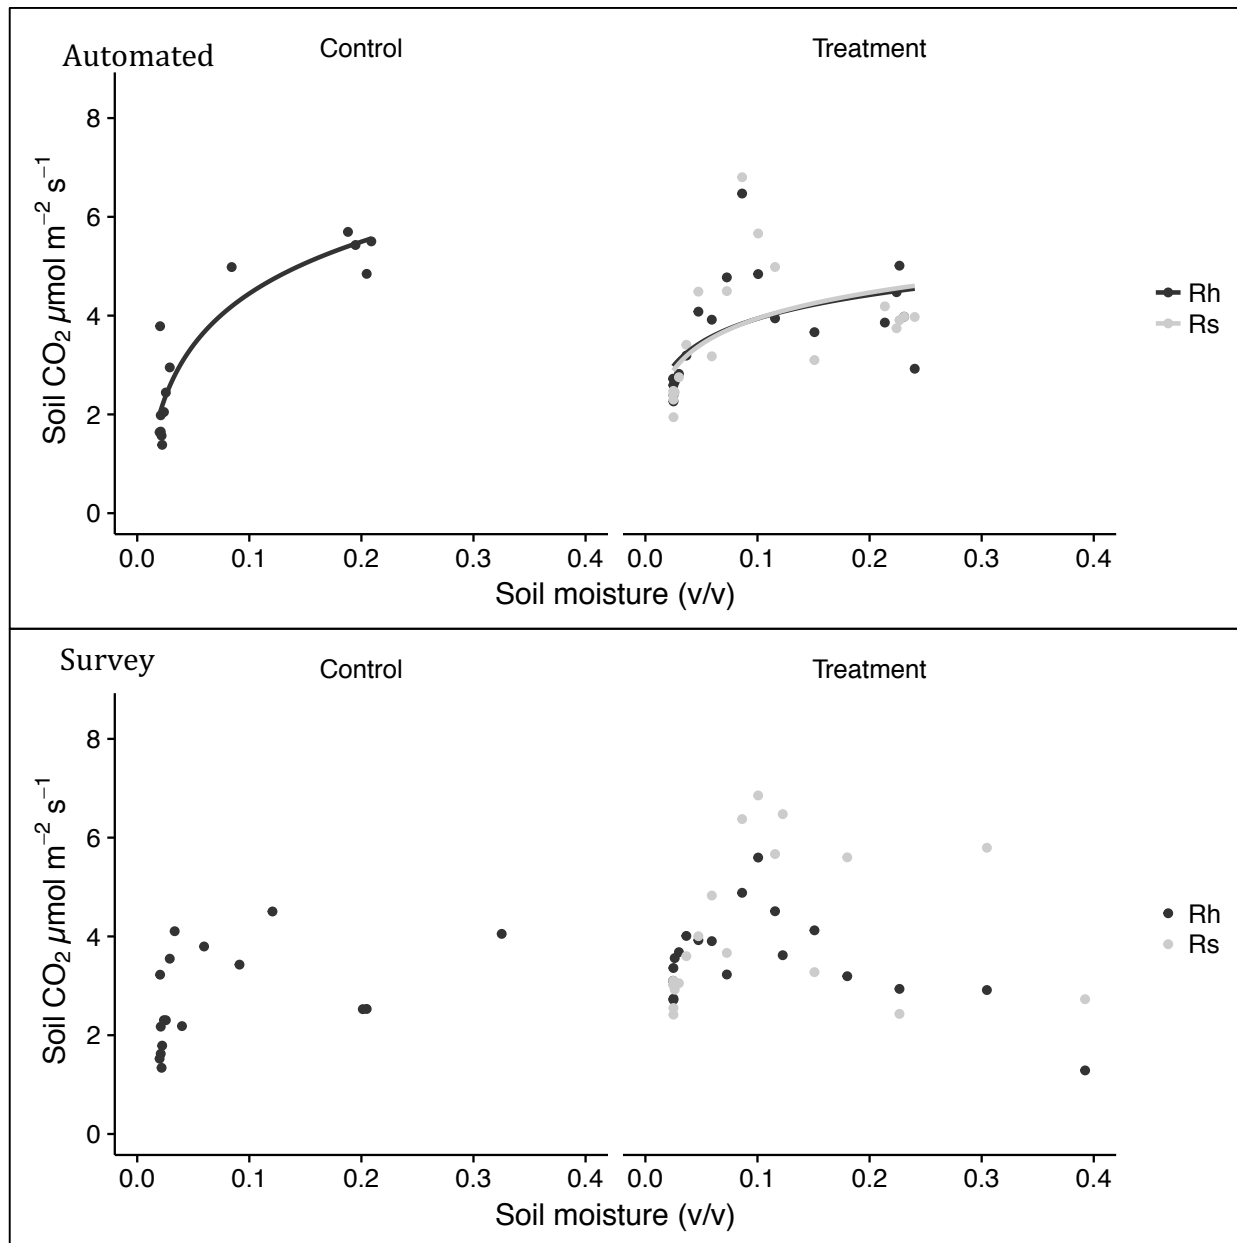 Automated
Control
Treatment
Soil CO₂ µmol m⁻² s⁻¹
8
6
4
2
0
0.0 0.1 0.2 0.3 0.4
0.0 0.1 0.2 0.3 0.4
Soil moisture (v/v)
Rh
Rs
Survey
Control
Treatment
Soil CO₂ µmol m⁻² s⁻¹
8
6
4
2
0
0.0 0.1 0.2 0.3 0.4
0.0 0.1 0.2 0.3 0.4
Soil moisture (v/v)
Rh
Rs